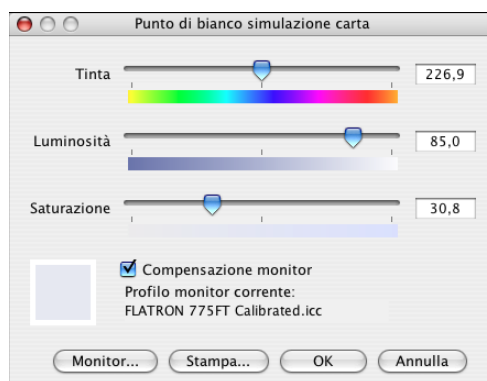 Punto di bianco simulazione carta
Tinta 226,9
Luminosità 85,0
Saturazione 30,8
Compensazione monitor
Profilo monitor corrente:
FLATRON 775FT Calibrated.icc
Monitor... Stampa... OK Annulla